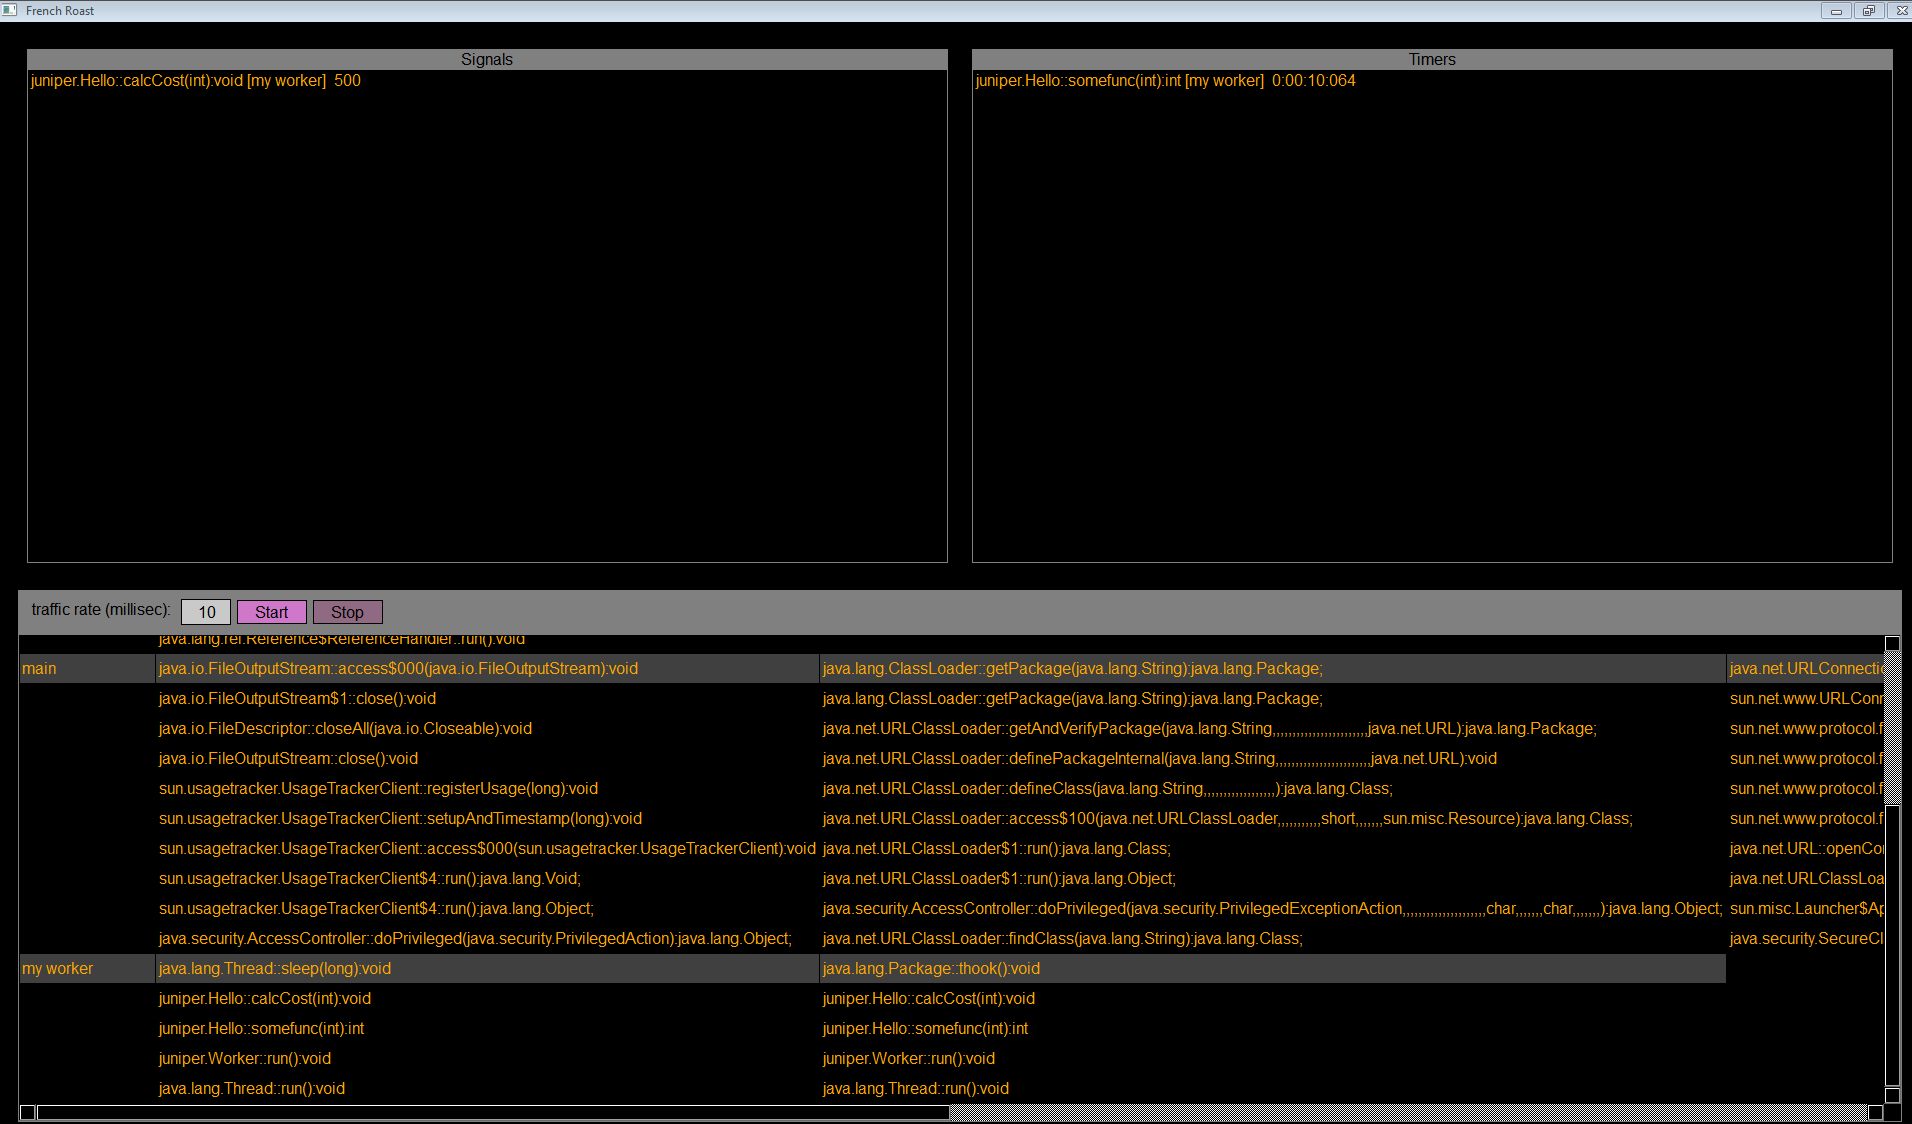 French Roast
Signals
juniper.Hello::calcCost(int):void [my worker]  500
Timers
juniper.Hello::somefunc(int):int [my worker]  0:00:10:064
traffic rate (millisec): 10 Start Stop
java.lang.ref.Reference$ReferenceHandler::run():void
main java.io.FileOutputStream::access$000(java.io.FileOutputStream):void java.lang.ClassLoader::getPackage(java.lang.String):java.lang.Package; java.net.URLConnecti
java.io.FileOutputStream$1::close():void java.lang.ClassLoader::getPackage(java.lang.String):java.lang.Package; sun.net.www.URLConn
java.io.FileDescriptor::closeAll(java.io.Closeable):void java.net.URLClassLoader::getAndVerifyPackage(java.lang.String,,,,,,,,,,,,,,,,,,,,,,,,java.net.URL):java.lang.Package; sun.net.www.protocol.f
java.io.FileOutputStream::close():void java.net.URLClassLoader::definePackageInternal(java.lang.String,,,,,,,,,,,,,,,,,,,,,,,,java.net.URL):void sun.net.www.protocol.f
sun.usagetracker.UsageTrackerClient::registerUsage(long):void java.net.URLClassLoader::defineClass(java.lang.String,,,,,,,,,,,,,,,,,,):java.lang.Class; sun.net.www.protocol.f
sun.usagetracker.UsageTrackerClient::setupAndTimestamp(long):void java.net.URLClassLoader::access$100(java.net.URLClassLoader,,,,,,,,,,,short,,,,,,,sun.misc.Resource):java.lang.Class; sun.net.www.protocol.f
sun.usagetracker.UsageTrackerClient::access$000(sun.usagetracker.UsageTrackerClient):void java.net.URLClassLoader$1::run():java.lang.Class; java.net.URL::openCo
sun.usagetracker.UsageTrackerClient$4::run():java.lang.Void; java.net.URLClassLoader$1::run():java.lang.Object; java.net.URLClassLoa
sun.usagetracker.UsageTrackerClient$4::run():java.lang.Object; java.security.AccessController::doPrivileged(java.security.PrivilegedExceptionAction,,,,,,,,,,,,,,,,,,,,,char,,,,,,,char,,,,,,,):java.lang.Object; sun.misc.Launcher$Ap
java.security.AccessController::doPrivileged(java.security.PrivilegedAction):java.lang.Object; java.net.URLClassLoader::findClass(java.lang.String):java.lang.Class; java.security.SecureCl
my worker java.lang.Thread::sleep(long):void java.lang.Package::thook():void
juniper.Hello::calcCost(int):void juniper.Hello::calcCost(int):void
juniper.Hello::somefunc(int):int juniper.Hello::somefunc(int):int
juniper.Worker::run():void juniper.Worker::run():void
java.lang.Thread::run():void java.lang.Thread::run():void